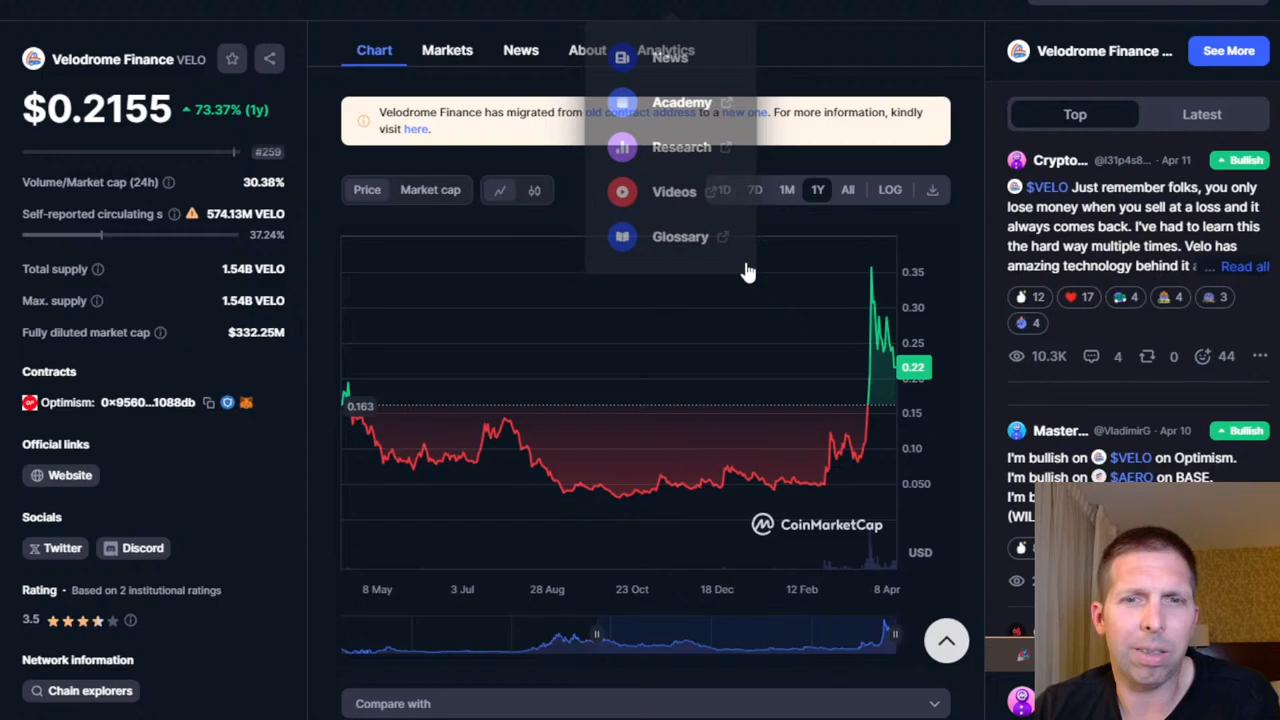 Velodrome Finance VELO
$0.2155 73.37% (1y)
#259
Volume/Market cap (24h) 30.38%
Self-reported circulating s 574.13M VELO
37.24%
Total supply 1.54B VELO
Max. supply 1.54B VELO
Fully diluted market cap $332.25M
Contracts
Optimism: 0x9560...1088db
Official links
Website
Socials
Twitter Discord
Rating · Based on 2 institutional ratings
3.5
Network information
Chain explorers
Chart Markets News About Analytics
News
Academy
Research
Videos
Glossary
Velodrome Finance has migrated from old contract address to a new one. For more information, kindly
visit here.
Price Market cap 1D 7D 1M 1Y All LOG
0.35
0.30
0.25
0.22
0.20
0.15
0.10
0.050
0.163
CoinMarketCap
USD
8 May 3 Jul 28 Aug 23 Oct 18 Dec 12 Feb 8 Apr
Compare with
Velodrome Finance ... See More
Top Latest
Crypto... @l31p4s8... · Apr 11 Bullish
$VELO Just remember folks, you only
lose money when you sell at a loss and it
always comes back. I've had to learn this
the hard way multiple times. Velo has
amazing technology behind it ... Read all
12 17 4 4 3
4
10.3K 4 0 44
Master... @VladimirG · Apr 10 Bullish
I'm bullish on $VELO on Optimism.
I'm bullish on $AERO on BASE.